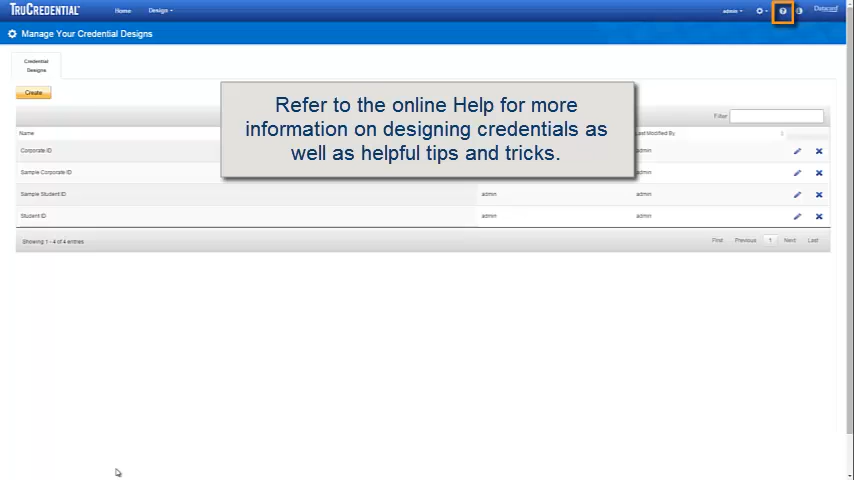 TRUCREDENTIAL™ Home Design admin Datacard
Manage Your Credential Designs
Credential
Designs
Create
Refer to the online Help for more
information on designing credentials as
well as helpful tips and tricks.
Filter
Name Last Modified By
Corporate ID admin
Sample Corporate ID admin
Sample Student ID admin admin
Student ID admin admin
Showing 1 - 4 of 4 entries First Previous 1 Next Last